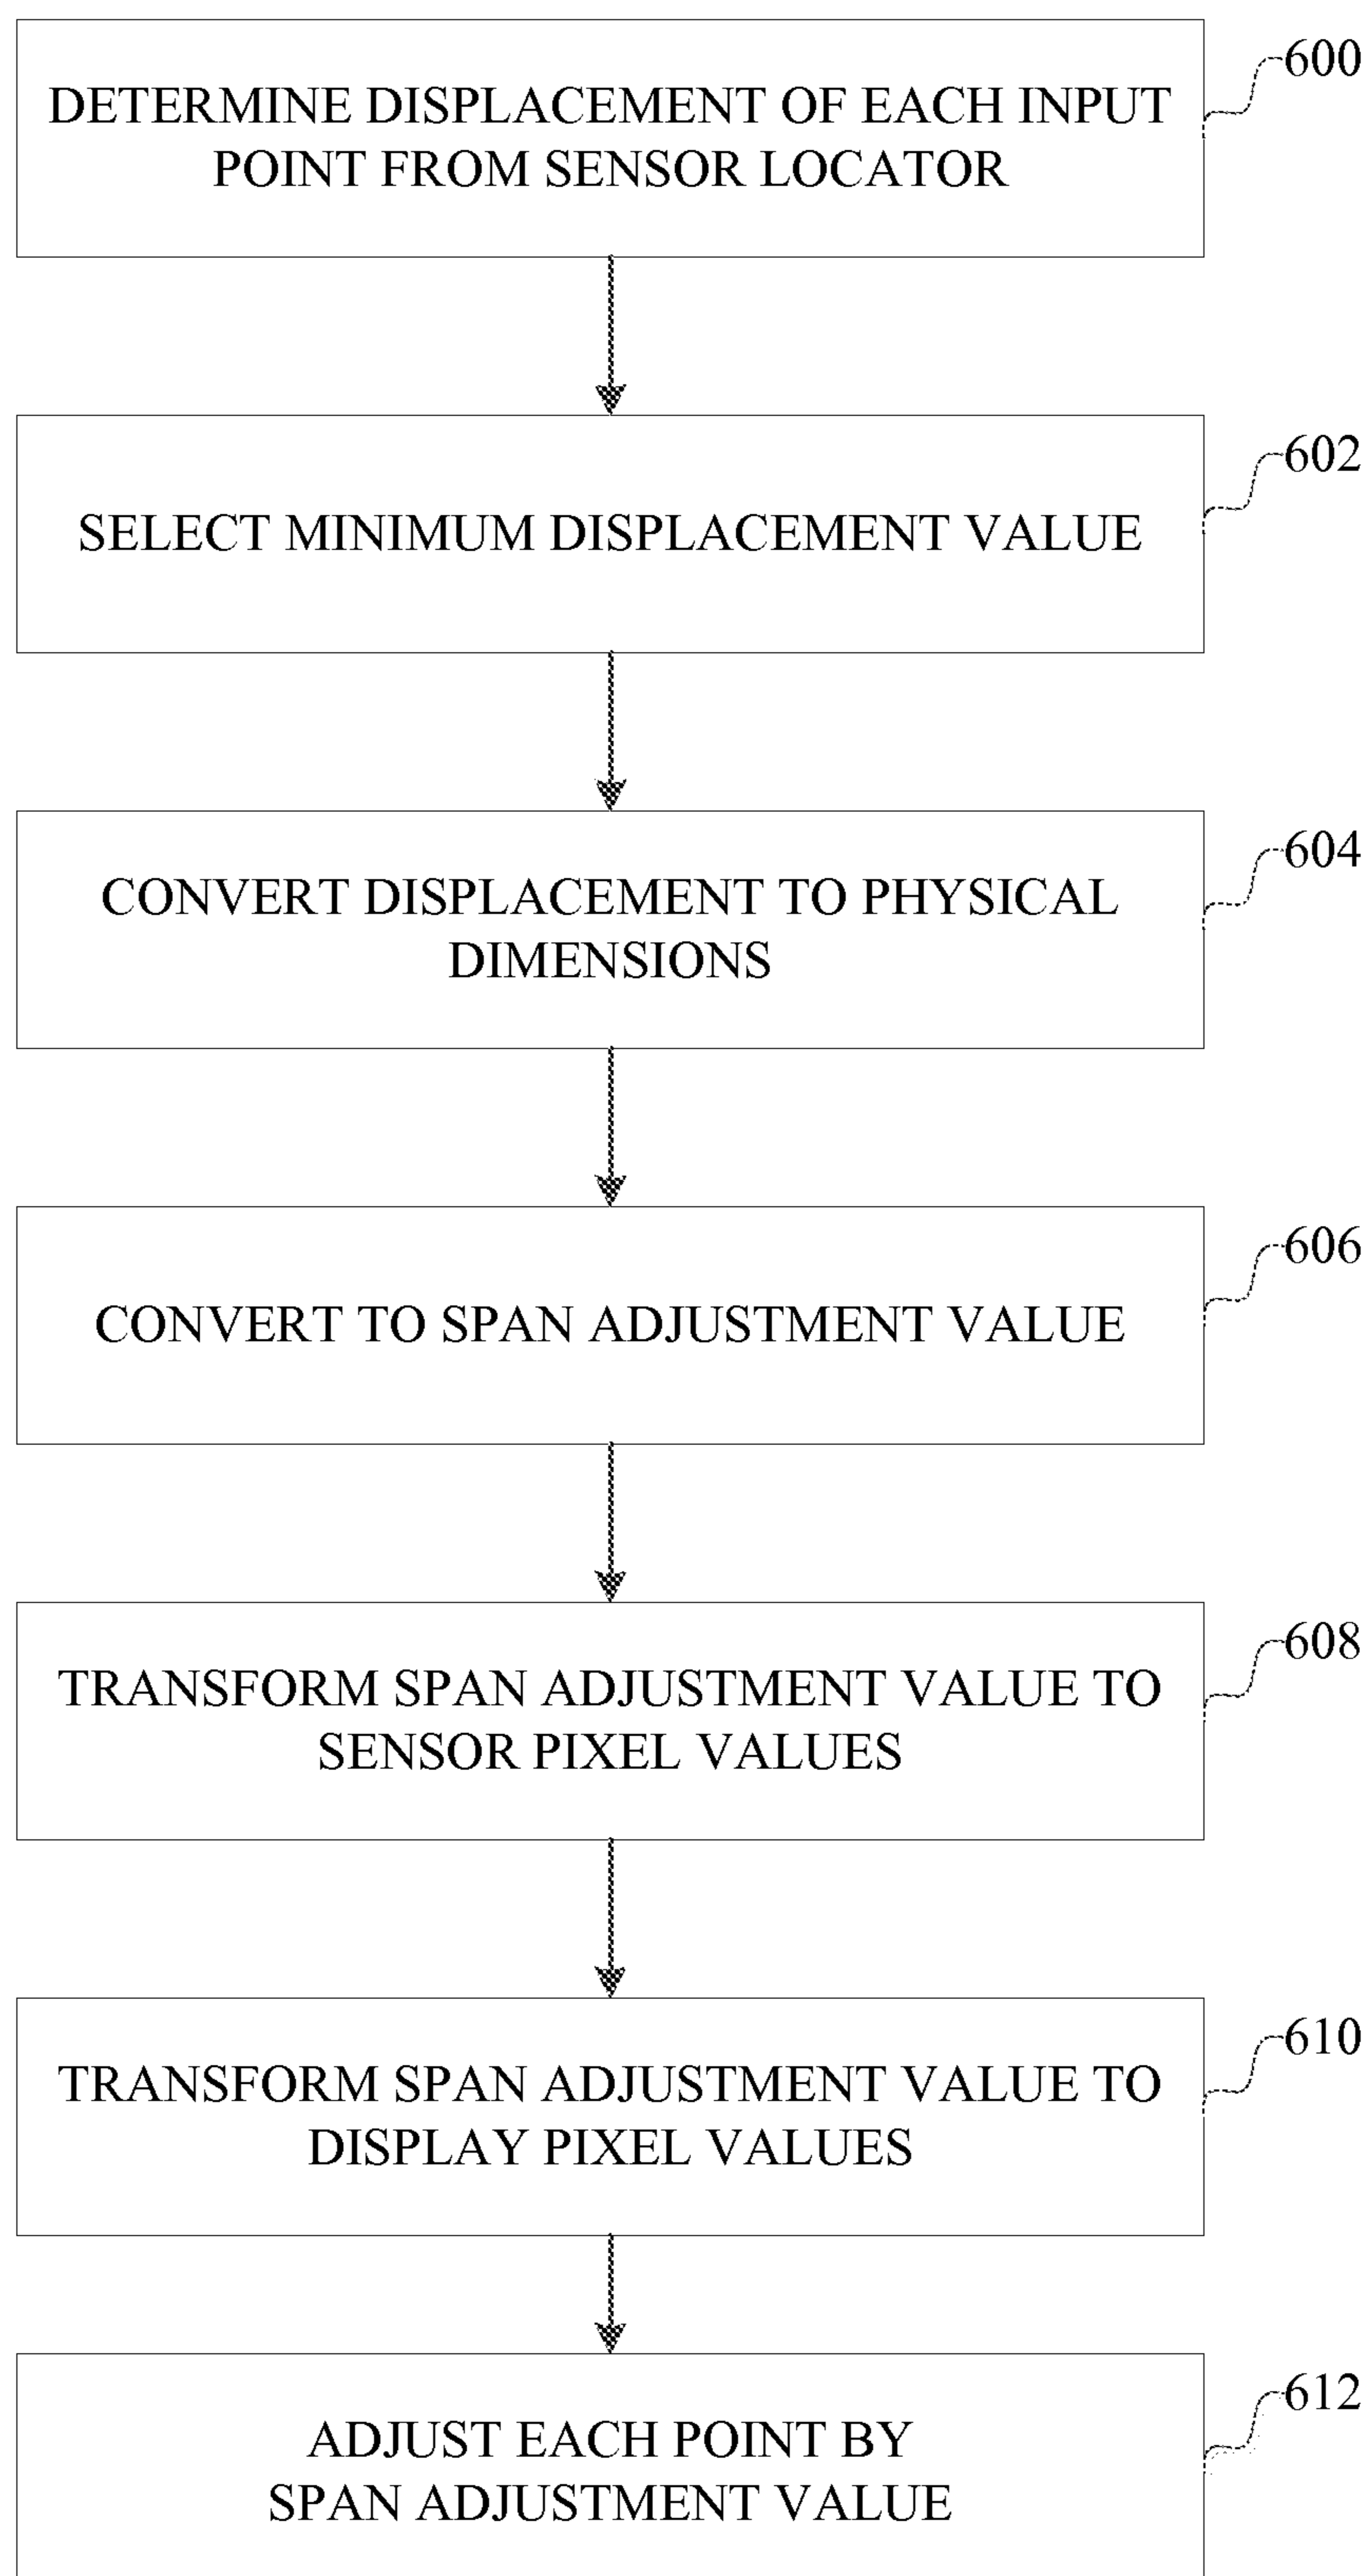 600
DETERMINE DISPLACEMENT OF EACH INPUT
POINT FROM SENSOR LOCATOR
602
SELECT MINIMUM DISPLACEMENT VALUE
604
CONVERT DISPLACEMENT TO PHYSICAL
DIMENSIONS
606
CONVERT TO SPAN ADJUSTMENT VALUE
608
TRANSFORM SPAN ADJUSTMENT VALUE TO
SENSOR PIXEL VALUES
610
TRANSFORM SPAN ADJUSTMENT VALUE TO
DISPLAY PIXEL VALUES
612
ADJUST EACH POINT BY
SPAN ADJUSTMENT VALUE